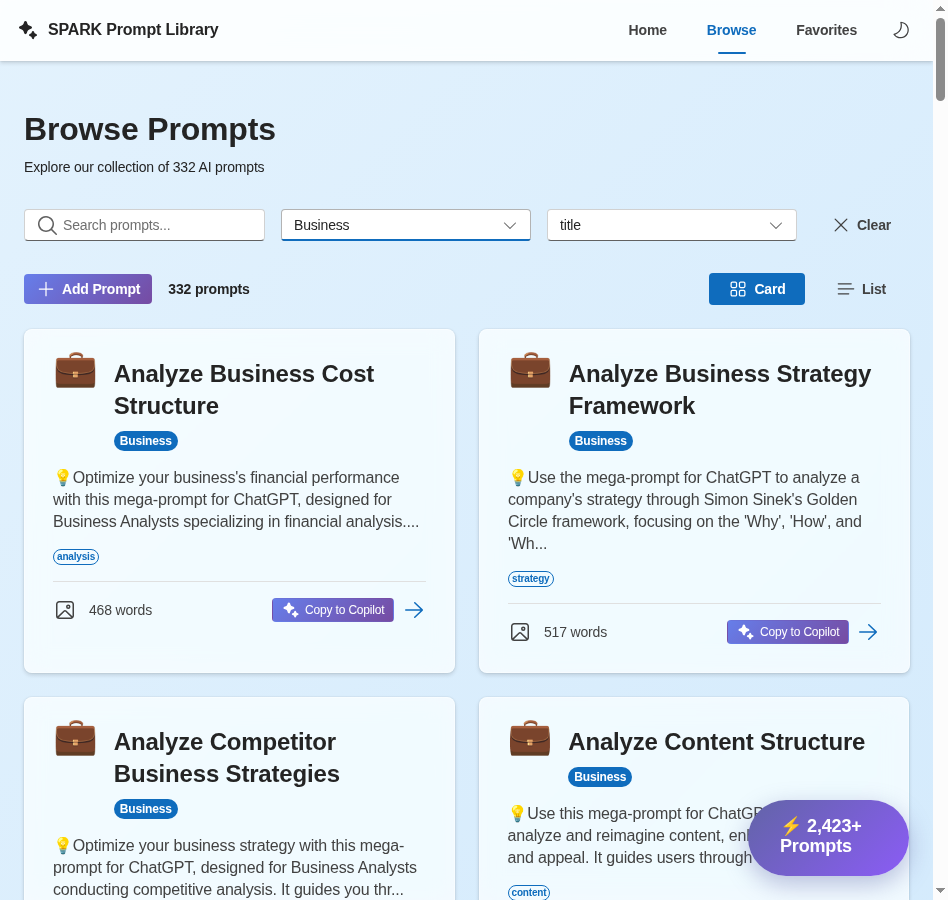 SPARK Prompt Library
Home
Browse
Favorites
Browse Prompts
Explore our collection of 332 AI prompts
Search prompts...
Business
title
Clear
Add Prompt
332 prompts
Card
List
Analyze Business Cost
Structure
Business
💡Optimize your business's financial performance
with this mega-prompt for ChatGPT, designed for
Business Analysts specializing in financial analysis....
analysis
468 words
Copy to Copilot
Analyze Business Strategy
Framework
Business
💡Use the mega-prompt for ChatGPT to analyze a
company's strategy through Simon Sinek's Golden
Circle framework, focusing on the 'Why', 'How', and
'Wh...
strategy
517 words
Copy to Copilot
Analyze Competitor
Business Strategies
Business
💡Optimize your business strategy with this mega-
prompt for ChatGPT, designed for Business Analysts
conducting competitive analysis. It guides you thr...
Analyze Content Structure
Business
💡Use this mega-prompt for
analyze and reimagine content,
and appeal. It guides users through
content
⚡ 2,423+
Prompts